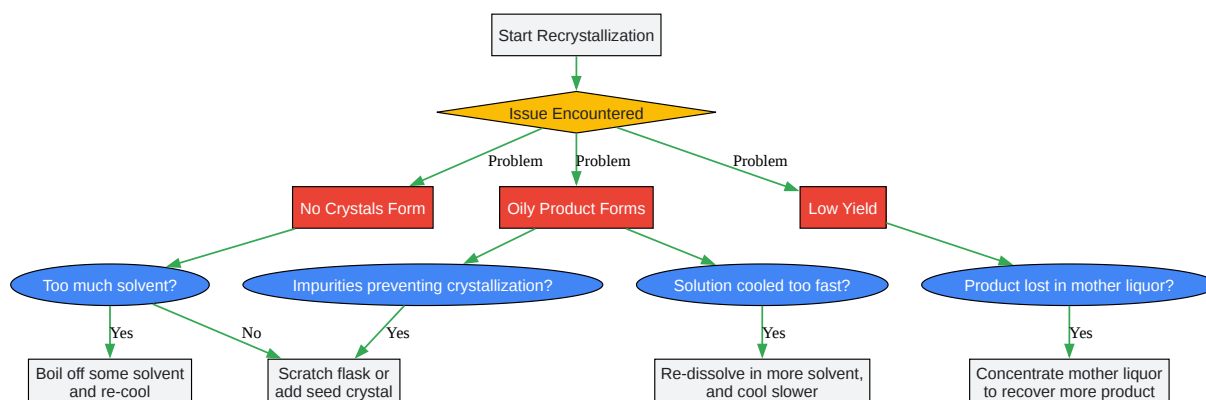 Start Recrystallization
Issue Encountered
Problem
Problem
Problem
No Crystals Form
Oily Product Forms
Low Yield
Too much solvent?
Impurities preventing crystallization?
Solution cooled too fast?
Product lost in mother liquor?
Yes
No
Yes
Yes
Yes
Boil off some solvent
and re-cool
Scratch flask or
add seed crystal
Re-dissolve in more solvent,
and cool slower
Concentrate mother liquor
to recover more product